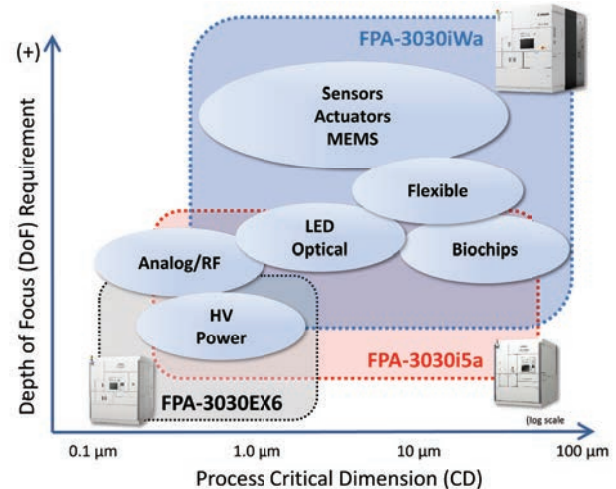 FPA-3030iWa
(+)
Sensors
Actuators
MEMS
Flexible
LED
Optical
Biochips
Analog/RF
HV
Power
FPA-3030i5a
FPA-3030EX6
(log scale
0.1 µm
1.0 µm
10 µm
100 µm
Process Critical Dimension (CD)
Depth of Focus (DoF) Requirement